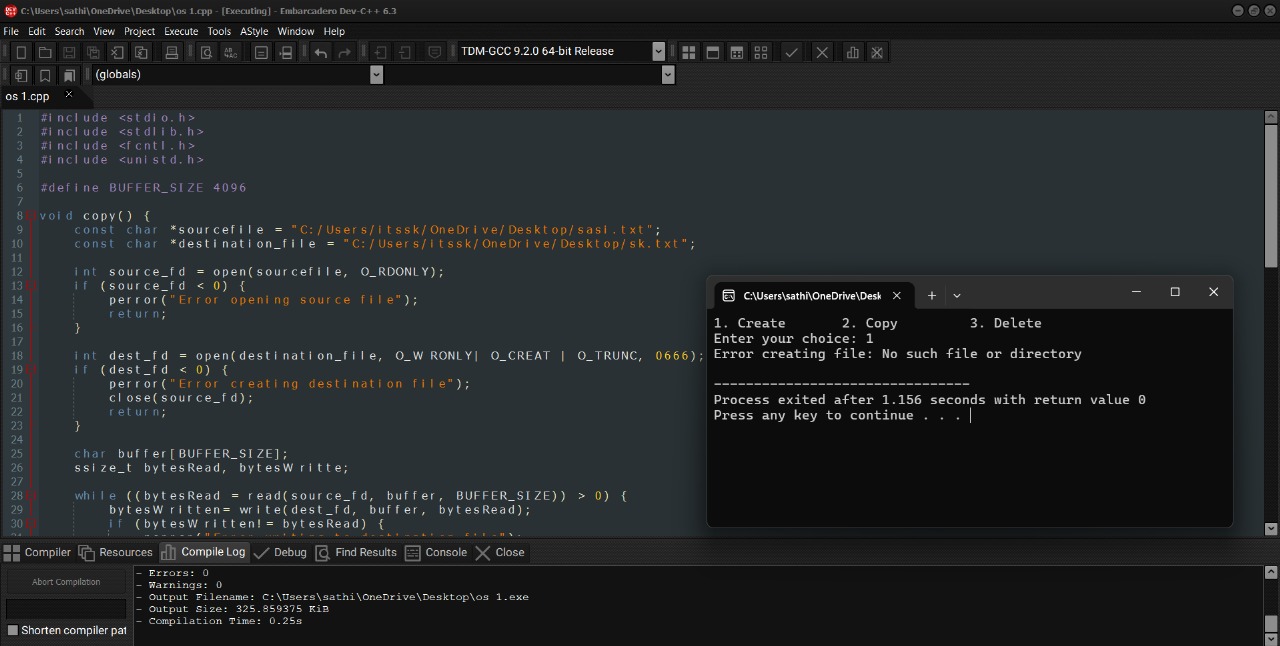 C:\Users\sathi\OneDrive\Desktop\os 1.cpp - [Executing] - Embarcadero Dev-C++ 6.3
File Edit Search View Project Execute Tools AStyle Window Help
TDM-GCC 9.2.0 64-bit Release
(globals)
os 1.cpp
1 #include <stdio.h>
2 #include <stdlib.h>
3 #include <fcntl.h>
4 #include <unistd.h>
5
6 #define BUFFER_SIZE 4096
7
8 void copy() {
9 const char *sourcefile = "C:/Users/itssk/OneDrive/Desktop/sasi.txt";
10 const char *destination_file = "C:/Users/itssk/OneDrive/Desktop/sk.txt";
11
12 int source_fd = open(sourcefile, O_RDONLY);
13 if (source_fd < 0) {
14 perror("Error opening source file");
15 return;
16 }
17
18 int dest_fd = open(destination_file, O_WRONLY| O_CREAT | O_TRUNC, 0666);
19 if (dest_fd < 0) {
20 perror("Error creating destination file");
21 close(source_fd);
22 return;
23 }
24
25 char buffer[BUFFER_SIZE];
26 ssize_t bytesRead, bytesWritte;
27
28 while ((bytesRead = read(source_fd, buffer, BUFFER_SIZE)) > 0) {
29 bytesWritten= write(dest_fd, buffer, bytesRead);
30 if (bytesWritten!= bytesRead) {
C:\Users\sathi\OneDrive\Desk
1. Create 2. Copy 3. Delete
Enter your choice: 1
Error creating file: No such file or directory
--------------------------------
Process exited after 1.156 seconds with return value 0
Press any key to continue . . .
Compiler Resources Compile Log Debug Find Results Console Close
Abort Compilation
Shorten compiler pat
- Errors: 0
- Warnings: 0
- Output Filename: C:\Users\sathi\OneDrive\Desktop\os 1.exe
- Output Size: 325.859375 KiB
- Compilation Time: 0.25s